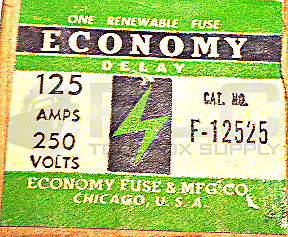 ONE RENEWABLE FUSE
ECONOMY
DELAY
125
AMPS
250
VOLTS
CAT. NO.
F-12525
ECONOMY FUSE & MFG. CO.
CHICAGO, U. S. A.